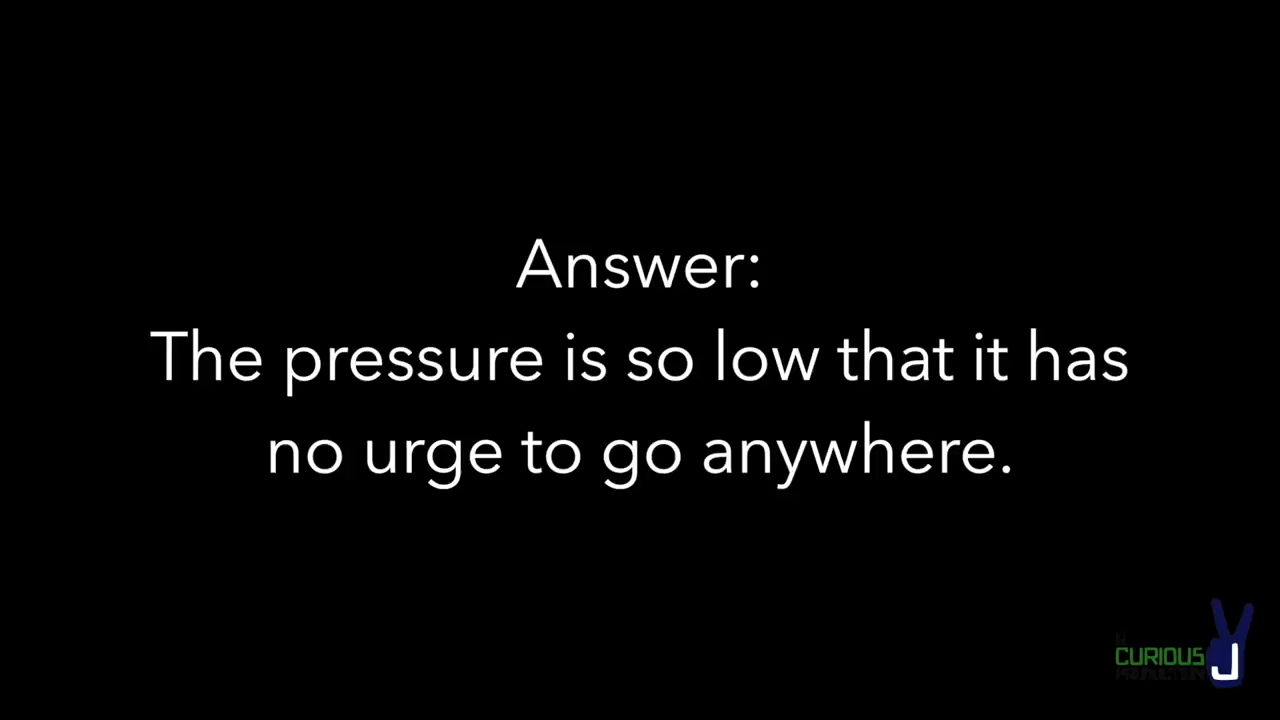 Answer:
The pressure is so low that it has
no urge to go anywhere.
CURIOUS
J